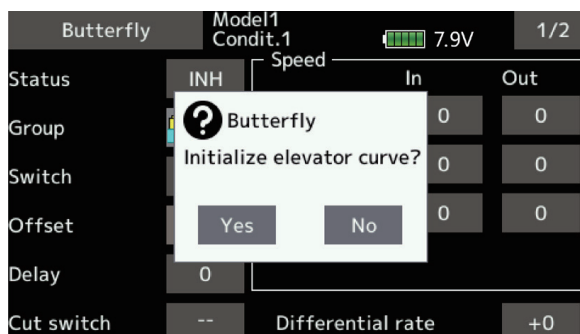 Butterfly
Model1
Condit.1
7.9V
1/2
Status
INH
Speed
In
Out
Group
0
0
Switch
0
0
Offset
0
0
Delay
0
Cut switch
--
Differential rate
+0
?
Butterfly
Initialize elevator curve?
Yes
No